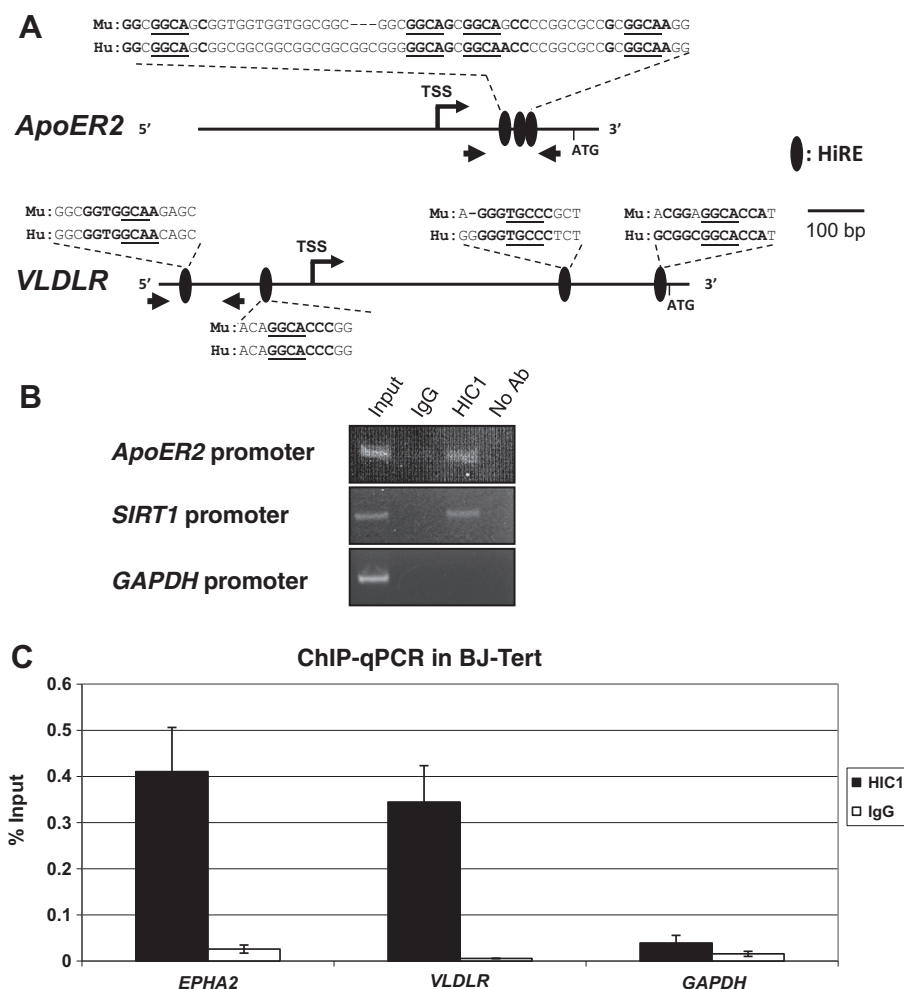 A
Mu:GGCGGCAGCGGTGGTGGTGGCGGC---GGCGGCAGCGGCAGCCCCGGCGCCGCGGCAAGG
Hu:GGCGGCAGCGGCGGCGGCGGCGGCGGCGGGGGCAGCGGCAACCCCGGCGCCGCGGCAAGG
TSS
ApoER2 5' 3'
ATG
: HiRE
Mu:GGCGGTGGCAAGAGC
Hu:GGCGGTGGCAACAGC
Mu:A-GGGTGCCCGCT
Hu:GGGGGTGCCCTCT
Mu:ACGGAGGCACCAT
Hu:GCGGCGGCACCAT
100 bp
TSS
VLDLR 5' 3'
ATG
Mu:ACAGGCACCCGG
Hu:ACAGGCACCCGG
B
Input IgG HIC1 No Ab
ApoER2 promoter
SIRT1 promoter
GAPDH promoter
C
ChIP-qPCR in BJ-Tert
0.6
0.5
0.4
0.3
0.2
0.1
0
% Input
HIC1
IgG
EPHA2 VLDLR GAPDH